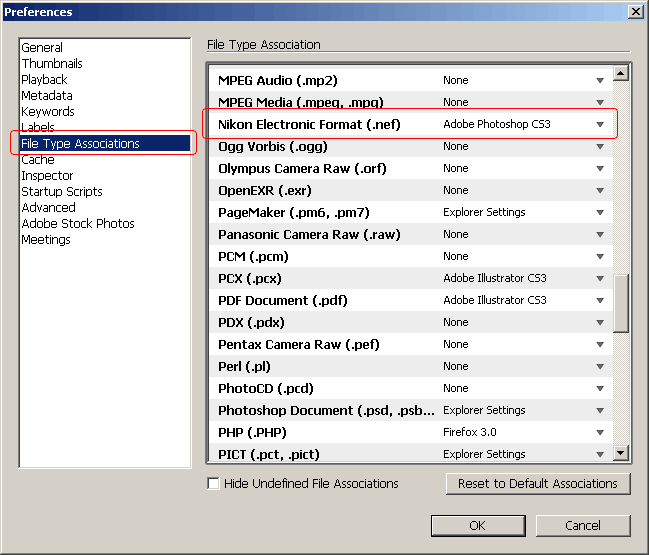 Preferences
General
Thumbnails
Playback
Metadata
Keywords
Labels
File Type Associations
Cache
Inspector
Startup Scripts
Advanced
Adobe Stock Photos
Meetings
File Type Association
MPEG Audio (.mp2) None
MPEG Media (.mpeg, .mpg) None
Nikon Electronic Format (.nef) Adobe Photoshop CS3
Ogg Vorbis (.ogg) None
Olympus Camera Raw (.orf) None
OpenEXR (.exr) None
PageMaker (.pm6, .pm7) Explorer Settings
Panasonic Camera Raw (.raw) None
PCM (.pcm) None
PCX (.pcx) Adobe Illustrator CS3
PDF Document (.pdf) Adobe Illustrator CS3
PDX (.pdx) None
Pentax Camera Raw (.pef) None
Perl (.pl) None
PhotoCD (.pcd) None
Photoshop Document (.psd, .psb... Explorer Settings
PHP (.PHP) Firefox 3.0
PICT (.pct, .pict) Explorer Settings
Hide Undefined File Associations
Reset to Default Associations
OK
Cancel